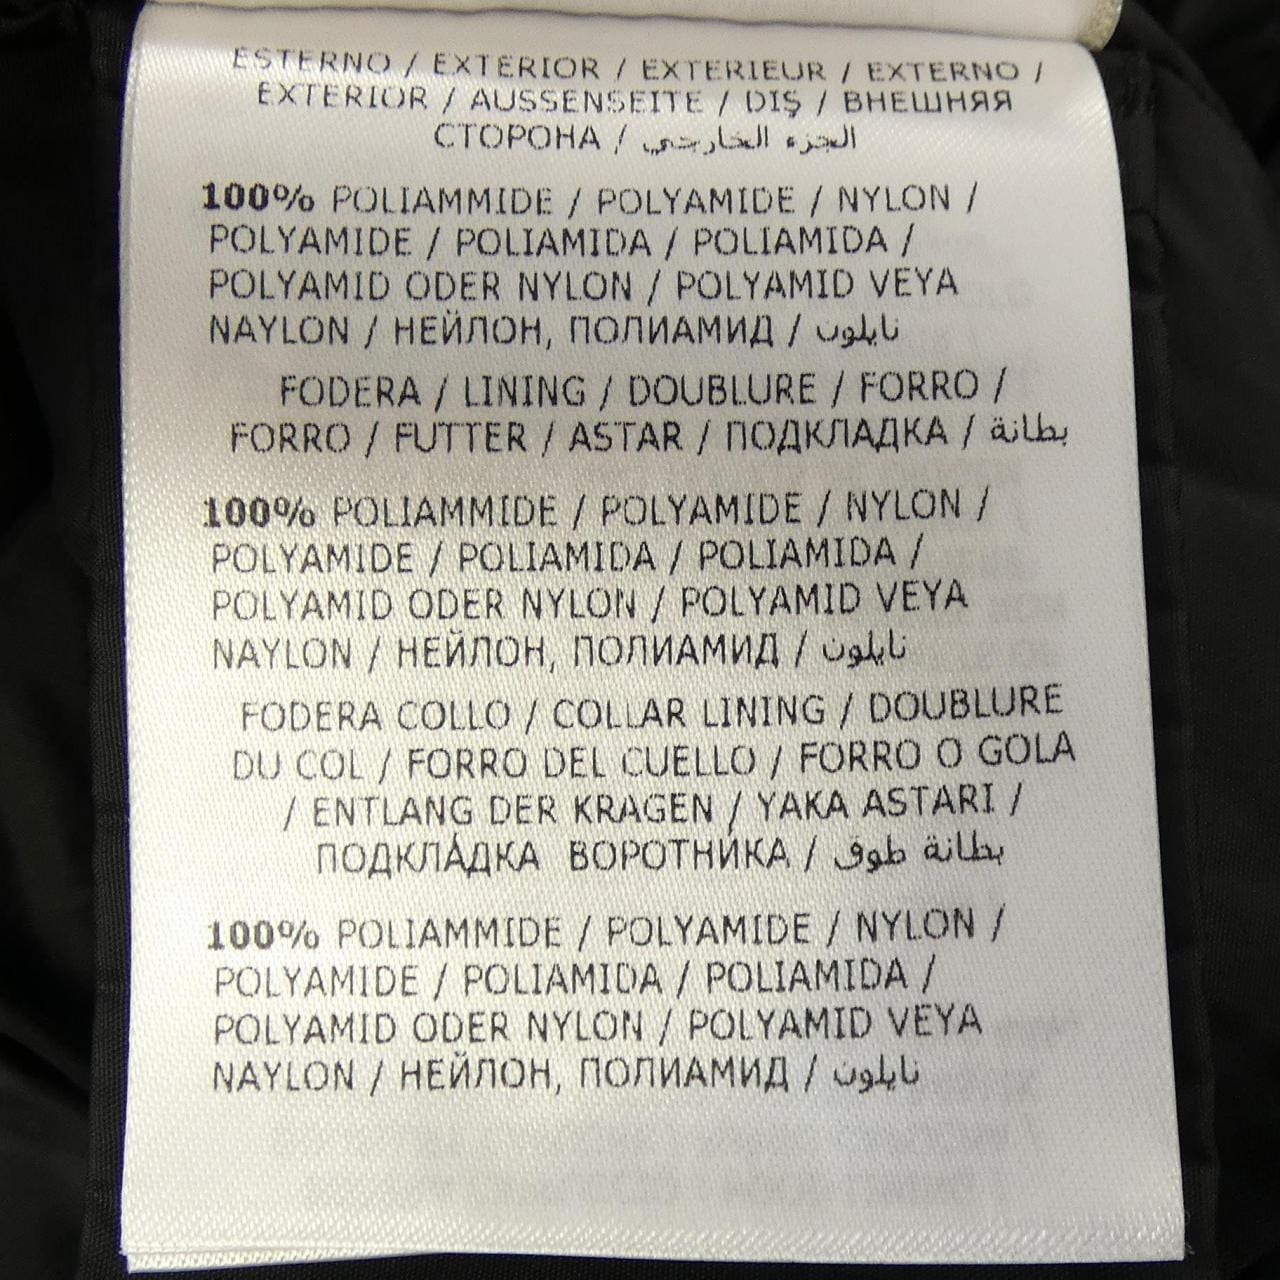 ESTERNO / EXTERIOR / EXTERIEUR / EXTERNO /
EXTERIOR / AUSSENSEITE / DIŞ / ВНЕШНЯЯ
СТОРОНА / الجزء الخارجي
100% POLIAMMIDE / POLYAMIDE / NYLON /
POLYAMIDE / POLIAMIDA / POLIAMIDA /
POLYAMID ODER NYLON / POLYAMID VEYA
NAYLON / НЕЙЛОН, ПОЛИАМИД / نايلون
FODERA / LINING / DOUBLURE / FORRO /
FORRO / FUTTER / ASTAR / ПОДКЛАДКА / بطانة
100% POLIAMMIDE / POLYAMIDE / NYLON /
POLYAMIDE / POLIAMIDA / POLIAMIDA /
POLYAMID ODER NYLON / POLYAMID VEYA
NAYLON / НЕЙЛОН, ПОЛИАМИД / نايلون
FODERA COLLO / COLLAR LINING / DOUBLURE
DU COL / FORRO DEL CUELLO / FORRO O GOLA
/ ENTLANG DER KRAGEN / YAKA ASTARI /
ПОДКЛА́ДКА ВОРОТНИ́КА / بطانة طوق
100% POLIAMMIDE / POLYAMIDE / NYLON /
POLYAMIDE / POLIAMIDA / POLIAMIDA /
POLYAMID ODER NYLON / POLYAMID VEYA
NAYLON / НЕЙЛОН, ПОЛИАМИД / نايلون